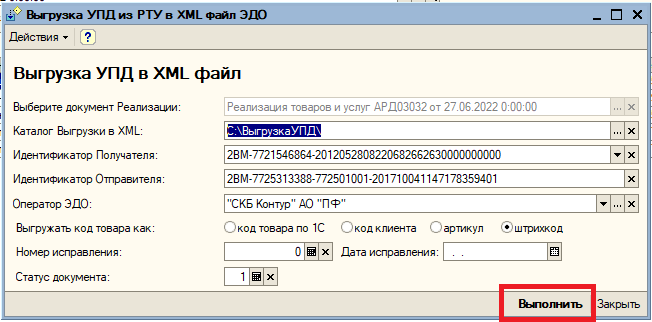 Выгрузка УПД из РТУ в XML файл ЭДО
Действия
Выгрузка УПД в XML файл
Выберите документ Реализации: Реализация товаров и услуг АРД03032 от 27.06.2022 0:00:00
Каталог Выгрузки в XML: C:\ВыгрузкаУПД\
Идентификатор Получателя: 2BM-7721546864-2012052808220682662630000000000
Идентификатор Отправителя: 2BM-7725313388-772501001-201710041147178359401
Оператор ЭДО: "СКБ Контур" АО "ПФ"
Выгружать код товара как: код товара по 1С код клиента артикул штрихкод
Номер исправления: 0 Дата исправления: . .
Статус документа: 1
Выполнить Закрыть